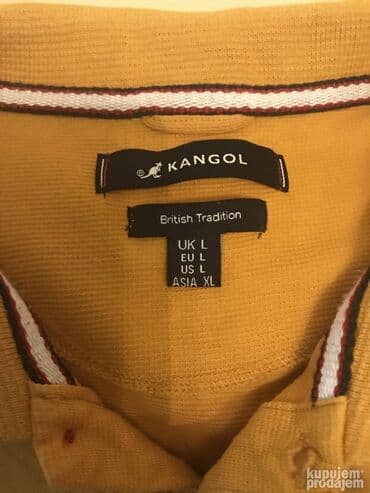 KANGOL
British Tradition
UK L
EU L
US L
ASIA XL
kupujem
prodajem